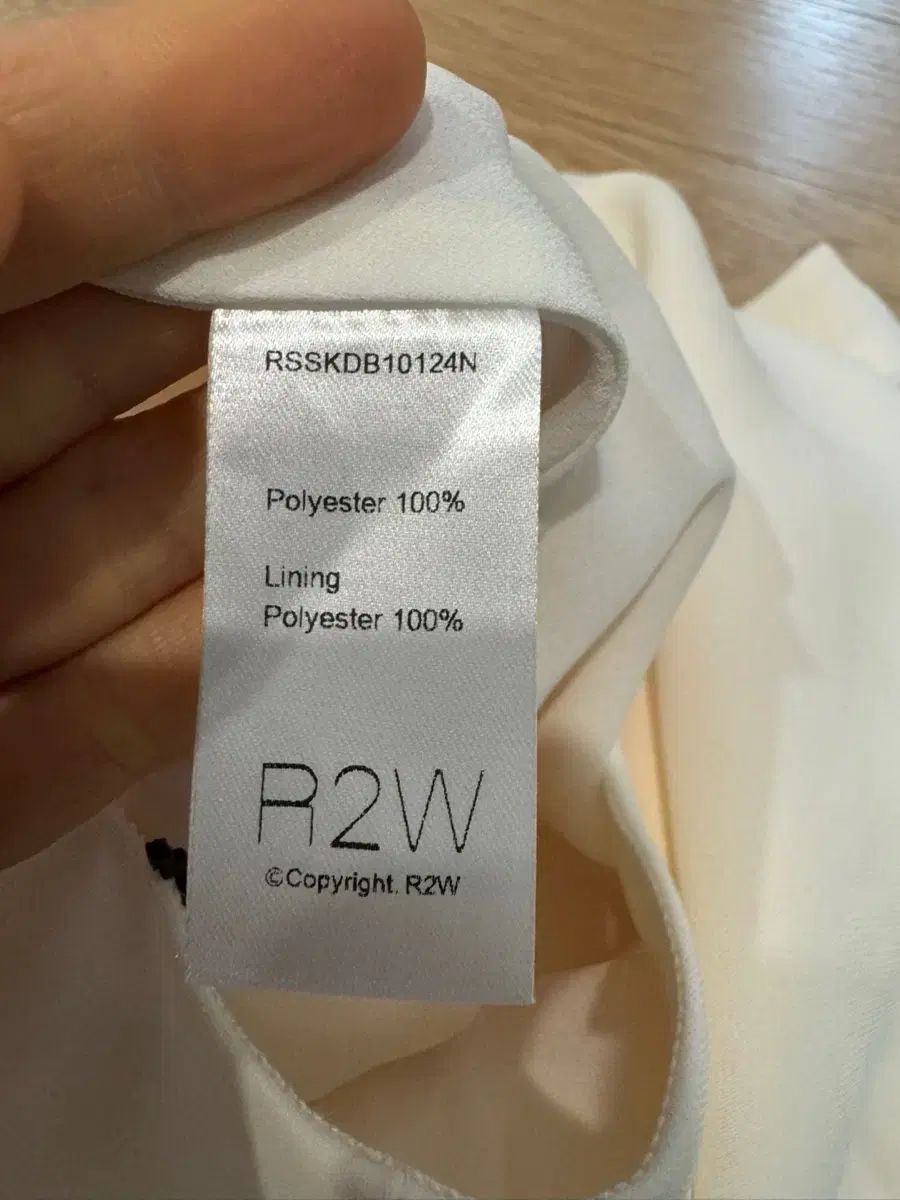 RSSKDB10124N
Polyester 100%
Lining
Polyester 100%
R2W
©Copyright. R2W